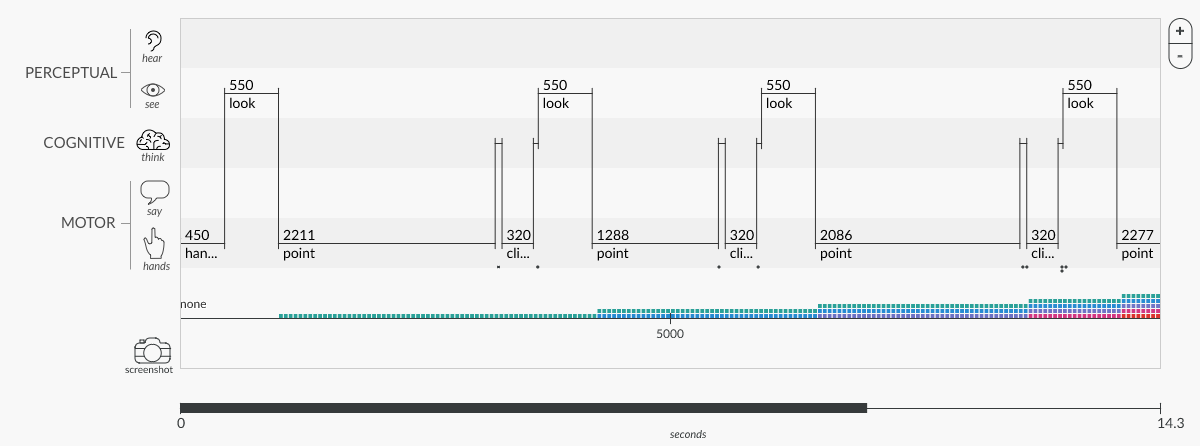 +
-
hear
PERCEPTUAL
550 550 550 550
look look look look
see
COGNITIVE
think
say
MOTOR
450 2211 320 1288 320 2086 320 2277
han... point cli... point cli... point cli... point
hands
none
5000
screenshot
0 14.3
seconds